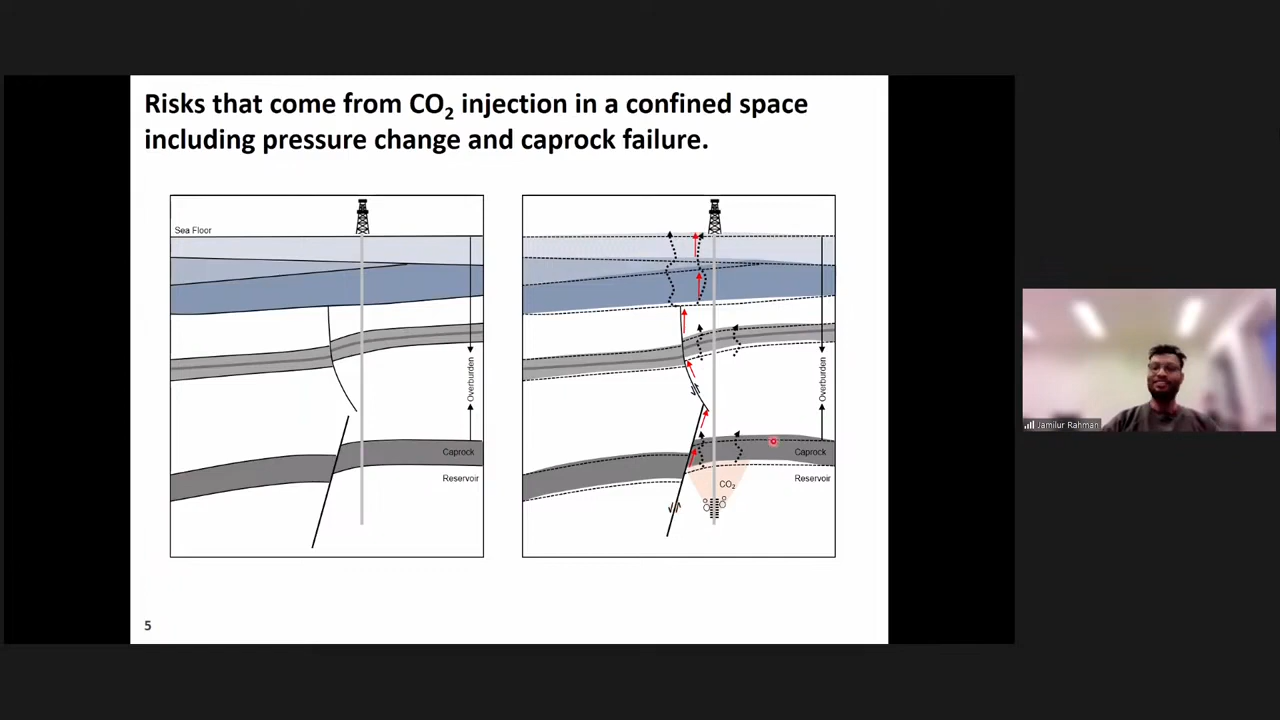 Risks that come from CO₂ injection in a confined space
including pressure change and caprock failure.
Sea Floor
Overburden
Caprock
Reservoir
Overburden
Caprock
Reservoir
CO₂
5
Jamilur Rahman